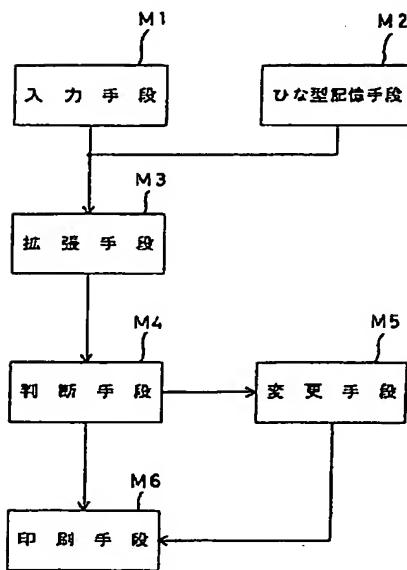 M1
M2
入力手段
ひな型記憶手段
M3
拡張手段
M4
M5
判断手段
変更手段
M6
印刷手段